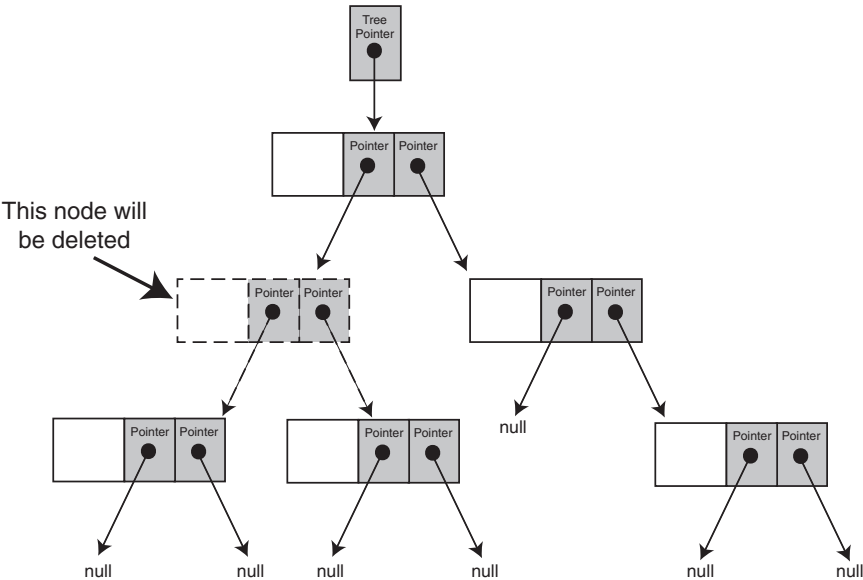 Tree
Pointer
Pointer Pointer
This node will
be deleted
Pointer Pointer
Pointer Pointer
null
Pointer Pointer
Pointer Pointer
Pointer Pointer
null
null
null
null
null
null